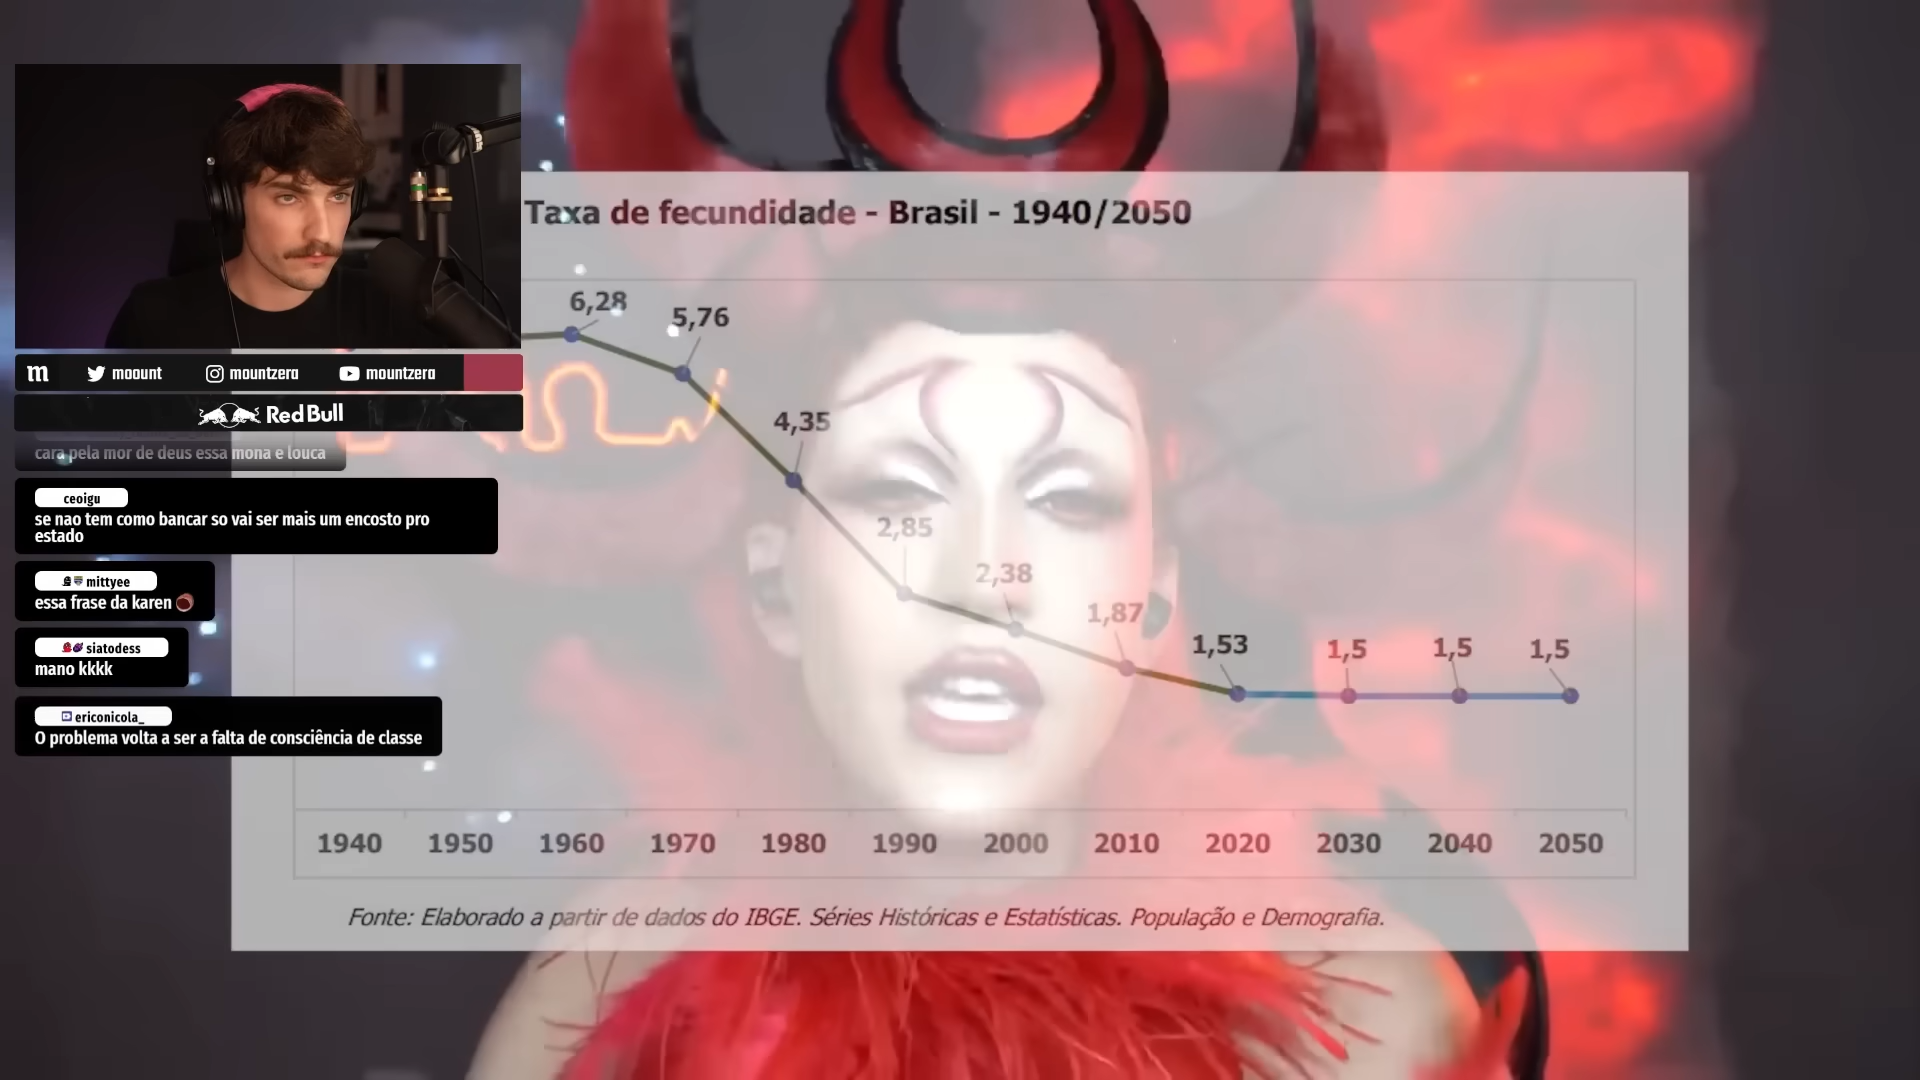 Taxa de fecundidade - Brasil - 1940/2050
6,28
5,76
4,35
2,85
2,38
1,87
1,53
1,5
1,5
1,5
1940 1950 1960 1970 1980 1990 2000 2010 2020 2030 2040 2050
Fonte: Elaborado a partir de dados do IBGE. Séries Históricas e Estatísticas. População e Demografia.
m moount mountzera mountzera
Red Bull
cara pela mor de deus essa mona e louca
ceoigu
se nao tem como bancar so vai ser mais um encosto pro
estado
mittyee
essa frase da karen
siatodess
mano kkkk
ericonicola_
O problema volta a ser a falta de consciência de classe